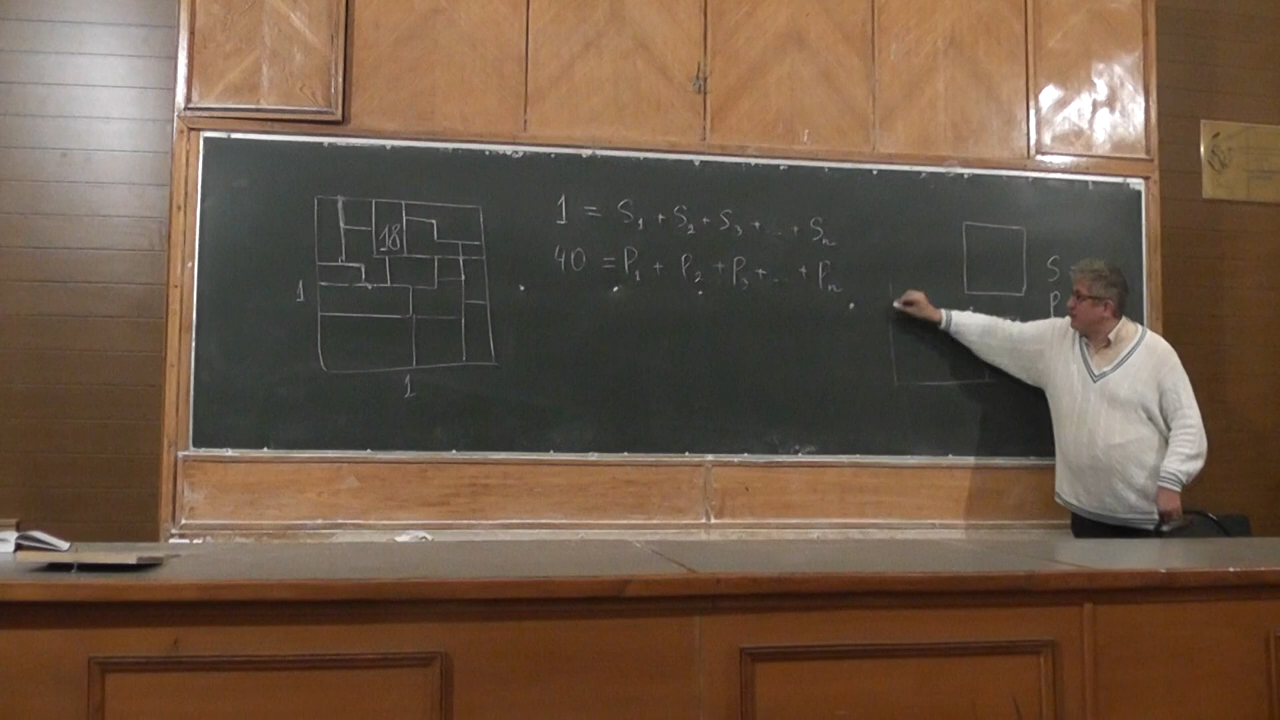 18
1
1
1 = S₁ + S₂ + S₃ + ... + Sₙ
40 = P₁ + P₂ + P₃ + ... + Pₙ
S
P